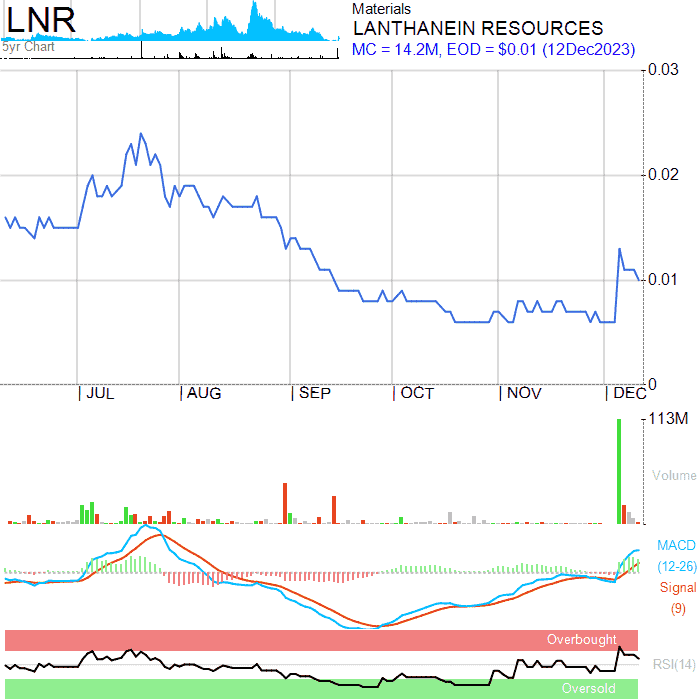 LNR
5yr Chart
Materials
LANTHANEIN RESOURCES
MC = 14.2M, EOD = $0.01 (12Dec2023)
0.03
0.02
0.01
0
JUL
AUG
SEP
OCT
NOV
DEC
113M
Volume
MACD
(12-26)
Signal
(9)
Overbought
RSI(14)
Oversold